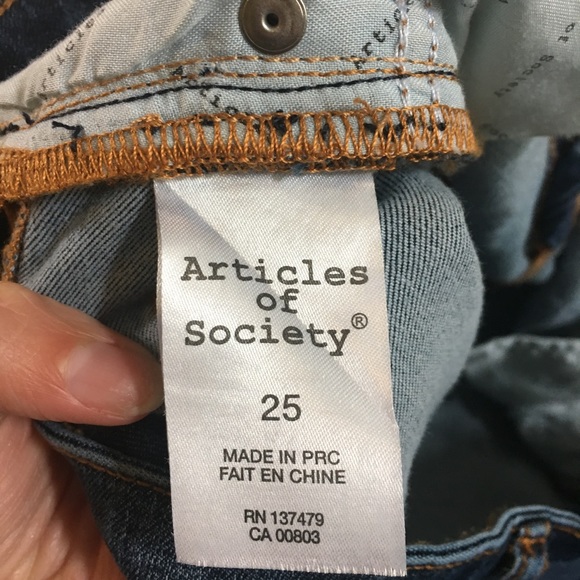 Articles
of
Society®
25
MADE IN PRC
FAIT EN CHINE
RN 137479
CA 00803